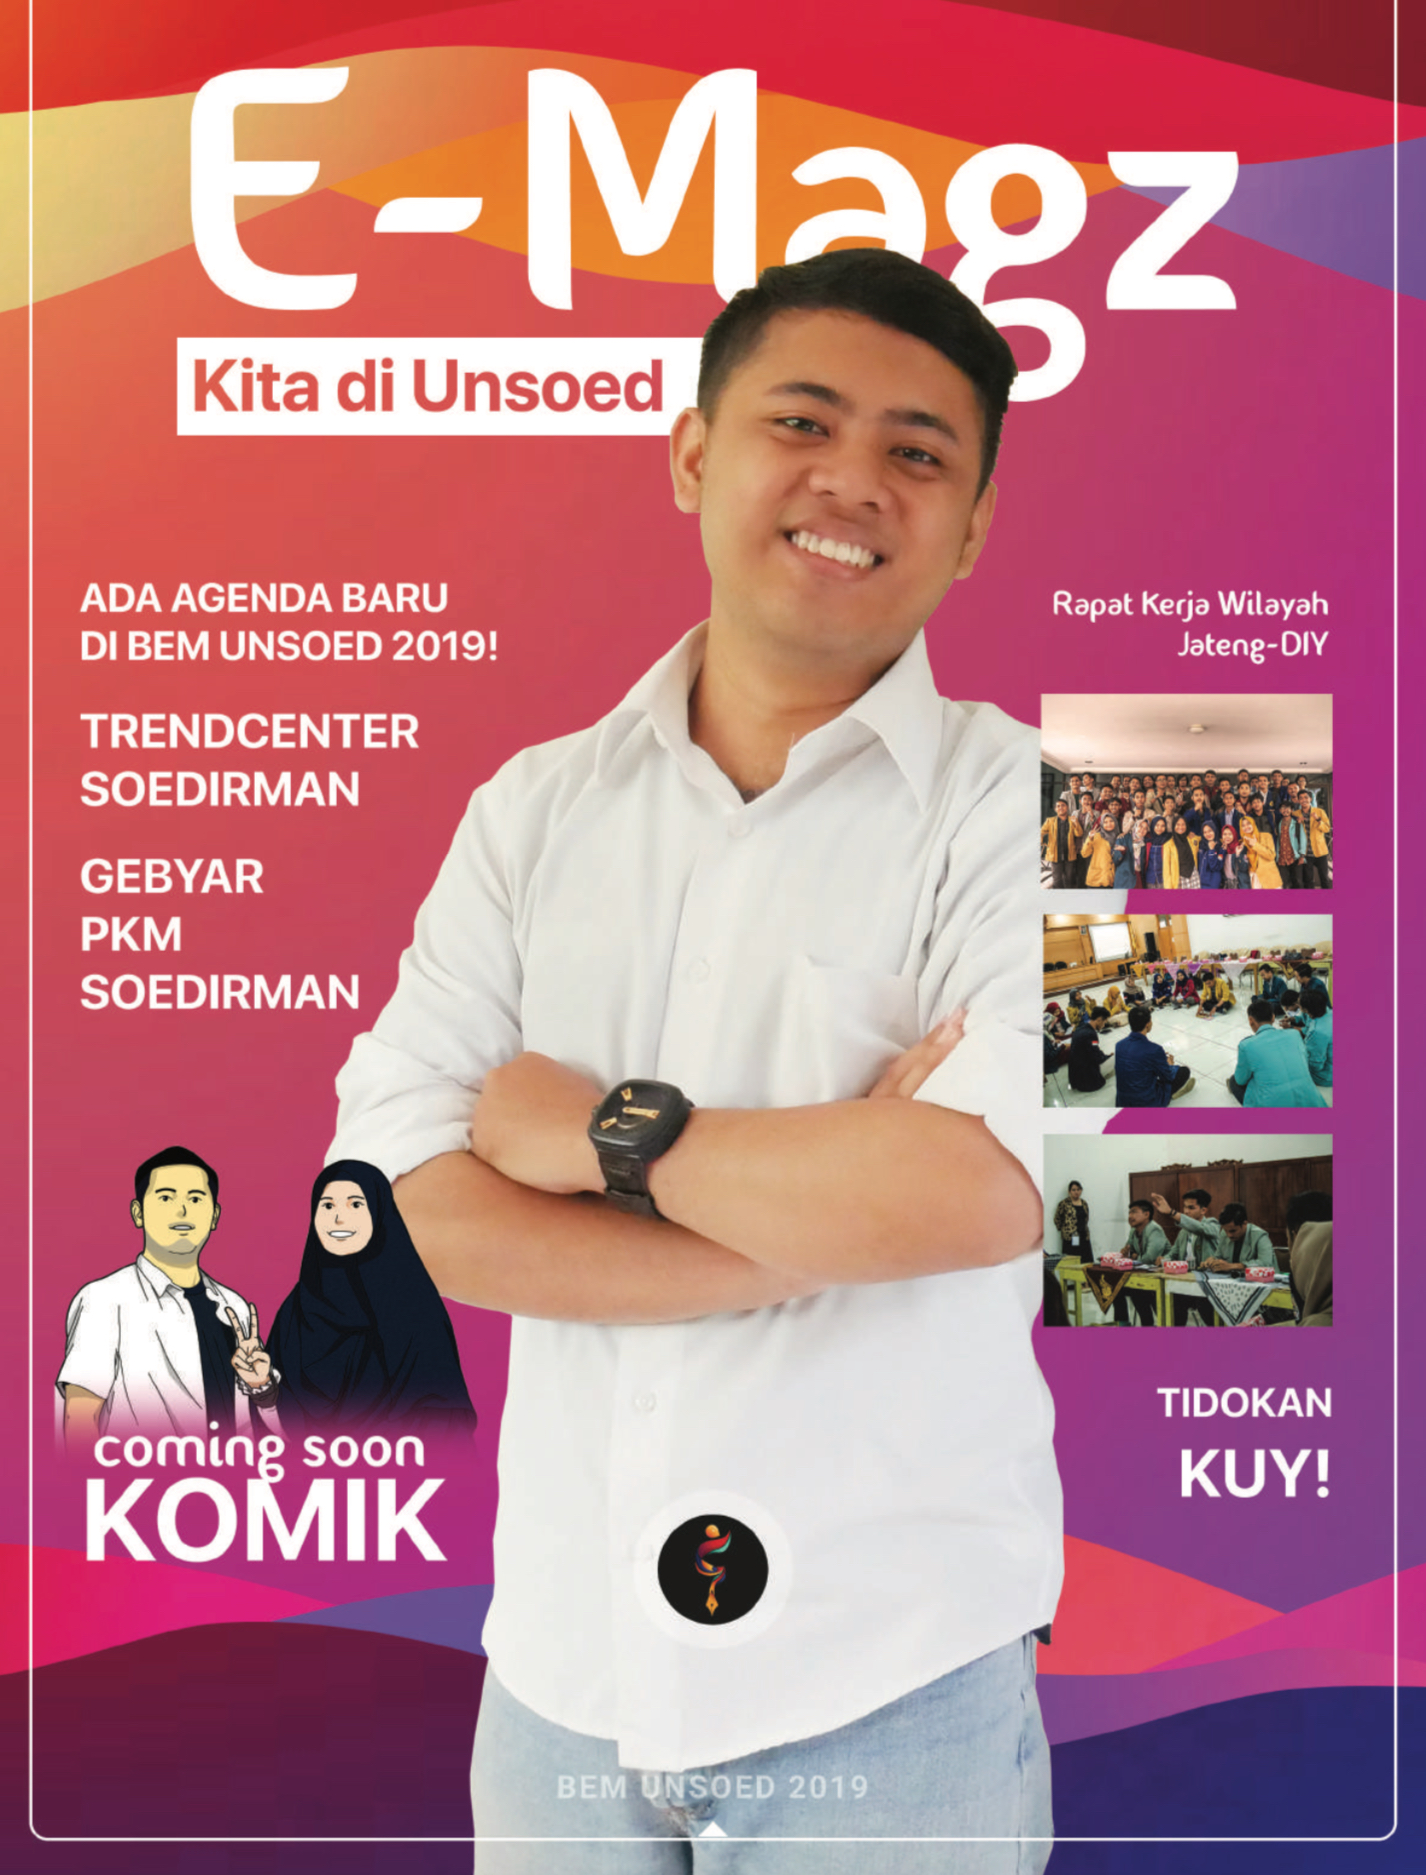 E-Magz
Kita di Unsoed
ADA AGENDA BARU
DI BEM UNSOED 2019!
TRENDCENTER
SOEDIRMAN
GEBYAR
PKM
SOEDIRMAN
coming soon
KOMIK
Rapat Kerja Wilayah
Jateng-DIY
TIDOKAN
KUY!
BEM UNSOED 2019